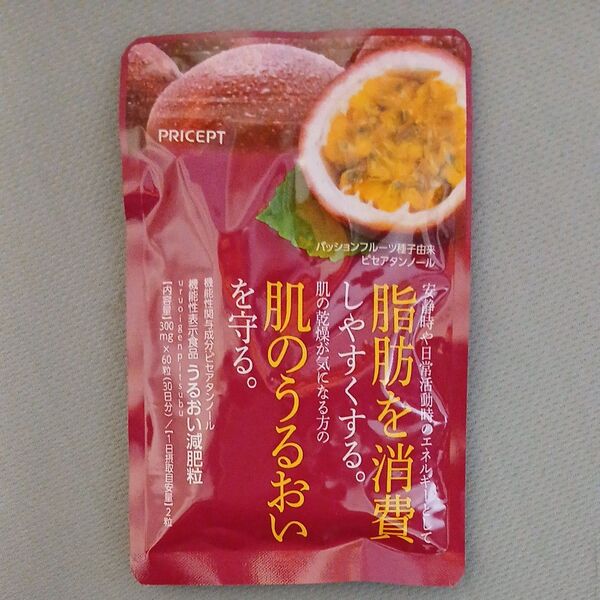 PRICEPT
パッションフルーツ種子由来
ピセアタンノール
安静時や日常活動時のエネルギーとして
脂肪を消費
しやすくする。
肌の乾燥が気になる方の
肌のうるおい
を守る。
機能性関与成分ピセアタンノール
機能性表示食品 うるおい減肥粒
uruoigenpitsubu
【内容量】300mg×60粒(30日分)/【1日摂取目安量】2粒